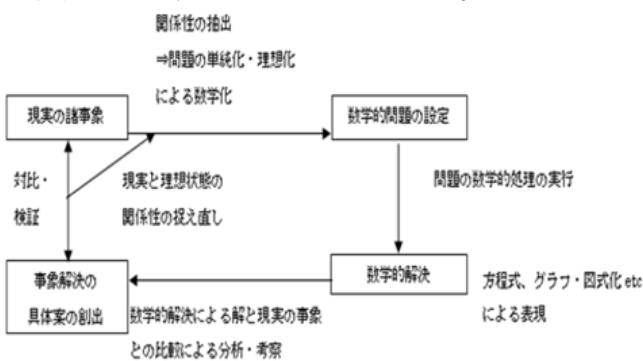 関係性の抽出
⇒問題の単純化・理想化
による数学化
現実の諸事象
数学的問題の設定
対比・
検証
現実と理想状態の
関係性の捉え直し
問題の数学的処理の実行
事象解決の
具体案の創出
数学的解決
方程式、グラフ・図式化 etc
による表現
数学的解決による解と現実の事象
との比較による分析・考察